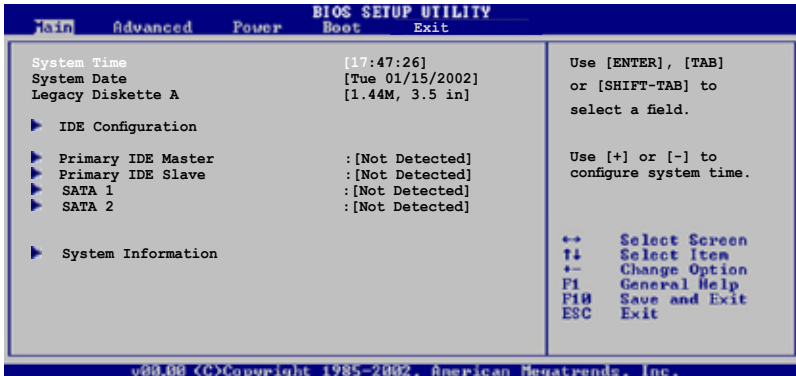 BIOS SETUP UTILITY
Main Advanced Power Boot Exit
System Time [17:47:26]
System Date [Tue 01/15/2002]
Legacy Diskette A [1.44M, 3.5 in]
IDE Configuration
Primary IDE Master :[Not Detected]
Primary IDE Slave :[Not Detected]
SATA 1 :[Not Detected]
SATA 2 :[Not Detected]
System Information
Use [ENTER], [TAB]
or [SHIFT-TAB] to
select a field.
Use [+] or [-] to
configure system time.
↔ Select Screen
↑↓ Select Item
+- Change Option
F1 General Help
F10 Save and Exit
ESC Exit
v00.00 (C)Copyright 1985-2002, American Megatrends, Inc.